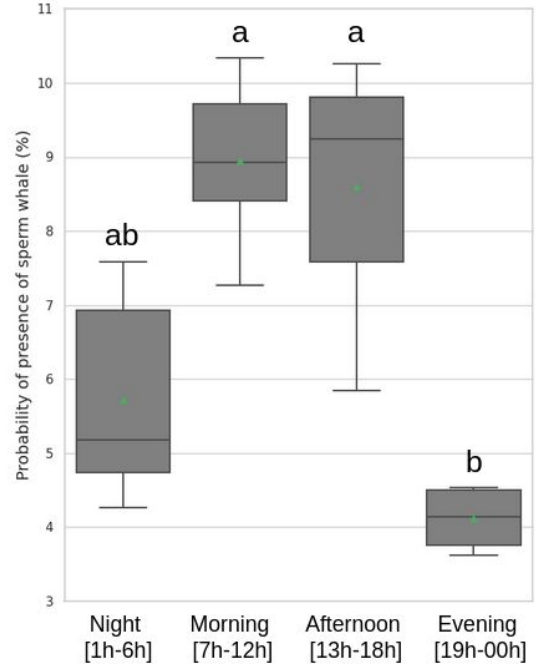 11
10
9
8
7
6
5
4
3
Probability of presence of sperm whale (%)
ab
a
a
b
Night
[1h-6h]
Morning
[7h-12h]
Afternoon
[13h-18h]
Evening
[19h-00h]